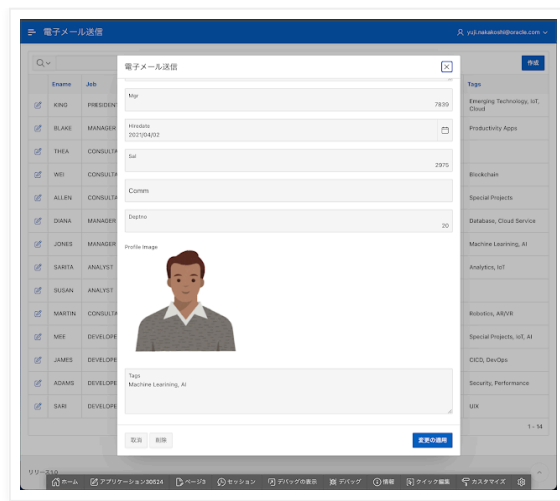 電子メール送信
yuji.nakakoshi@oracle.com
作成
Ename Job Tags
KING PRESIDENT Emerging Technology, IoT,
Cloud
BLAKE MANAGER Productivity Apps
THEA CONSULTA
WEI CONSULTA Blockchain
ALLEN CONSULTA Special Projects
DIANA MANAGER Database, Cloud Service
JONES MANAGER Machine Learning, AI
SARITA ANALYST Analytics, IoT
SUSAN ANALYST
MARTIN CONSULTA Robotics, AR/VR
MEE DEVELOPE Special Projects, IoT, AI
JAMES DEVELOPE CICD, DevOps
ADAMS DEVELOPE Security, Performance
SARI DEVELOPE UIX
1 - 14
電子メール送信
Mgr
7839
Hiredate
2021/04/02
Sal
2975
Comm
Deptno
20
Profile Image
Tags
Machine Learning, AI
取消 削除 変更の適用
リリース1.0
ホーム アプリケーション30524 ページ3 セッション デバッグの表示 デバッグ 情報 クイック編集 カスタマイズ